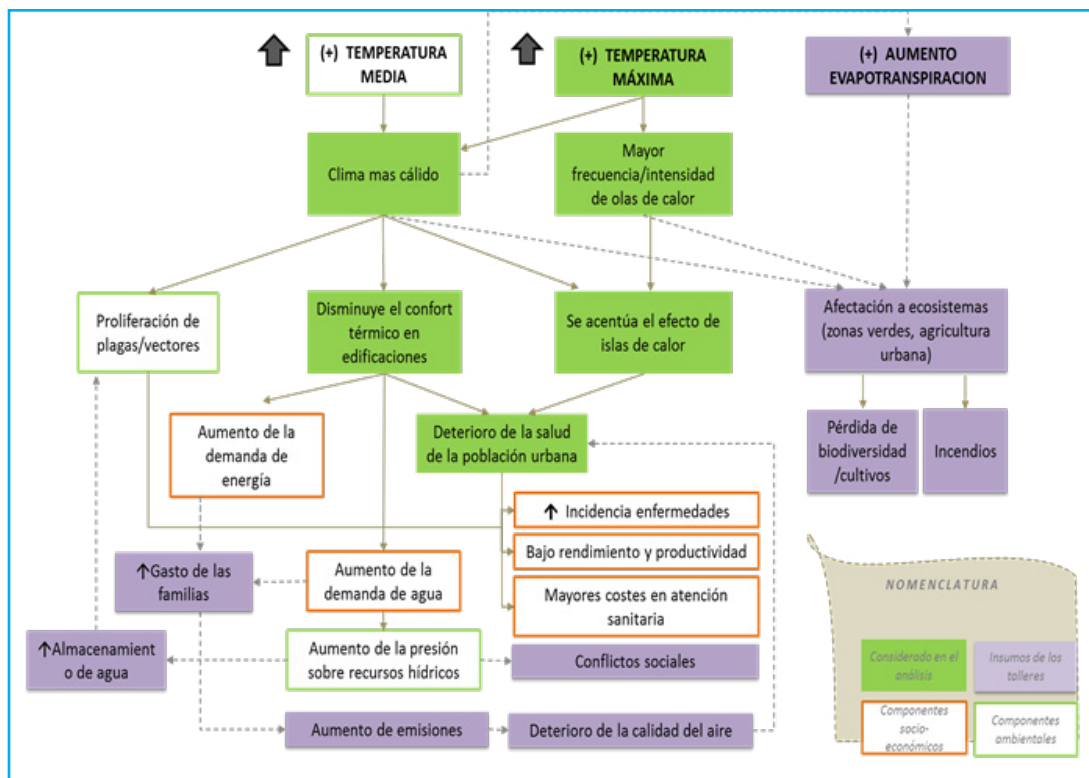 (+) TEMPERATURA
MEDIA
(+) TEMPERATURA
MÁXIMA
(+) AUMENTO
EVAPOTRANSPIRACION
Clima mas cálido
Mayor
frecuencia/intensidad
de olas de calor
Proliferación de
plagas/vectores
Disminuye el confort
térmico en
edificaciones
Se acentúa el efecto de
islas de calor
Afectación a ecosistemas
(zonas verdes, agricultura
urbana)
Aumento de la
demanda de
energía
Deterioro de la salud
de la población urbana
Pérdida de
biodiversidad
/cultivos
Incendios
↑ Incidencia enfermedades
Bajo rendimiento y productividad
Mayores costes en atención
sanitaria
↑Gasto de las
familias
Aumento de la
demanda de agua
↑Almacenamient
o de agua
Aumento de la presión
sobre recursos hídricos
Conflictos sociales
Aumento de emisiones
Deterioro de la calidad del aire
NOMENCLATURA
Considerado en el
análisis
Insumos de los
talleres
Componentes
socio-
económicos
Componentes
ambientales